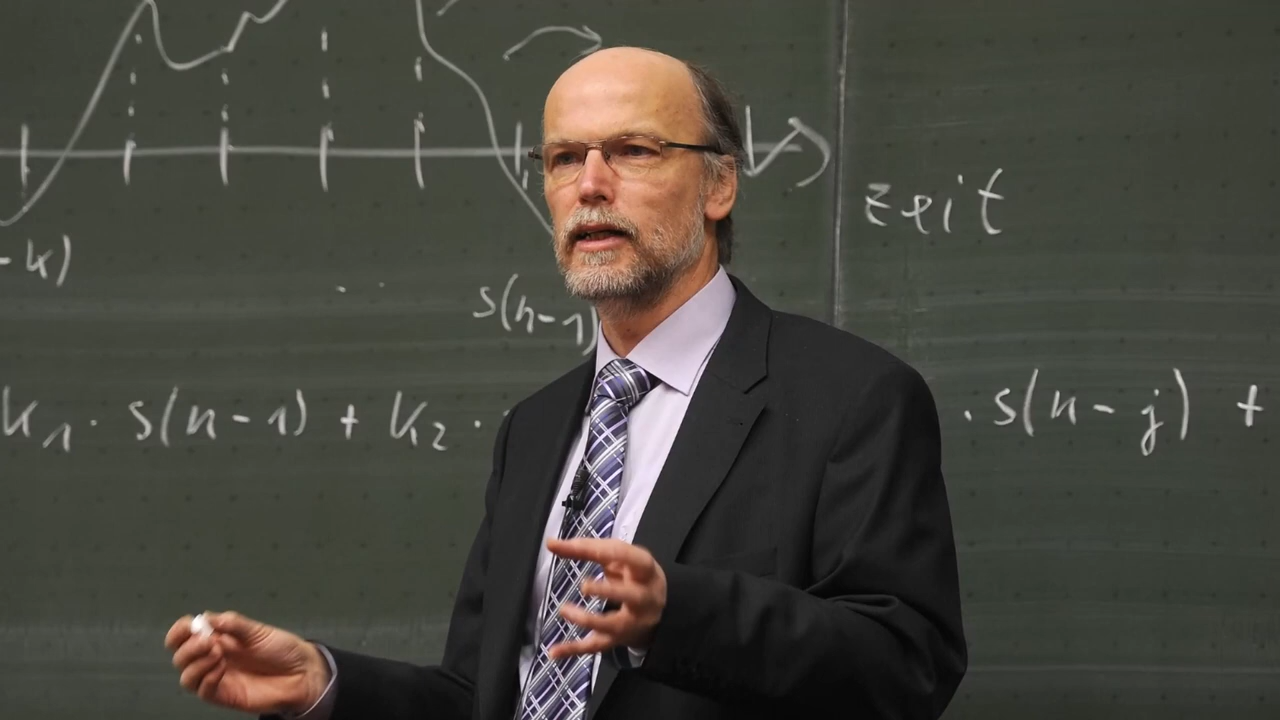 Zeit
-k)
s(n-1)
k₁ · s(n-1) + k₂ · · s(n-j) +